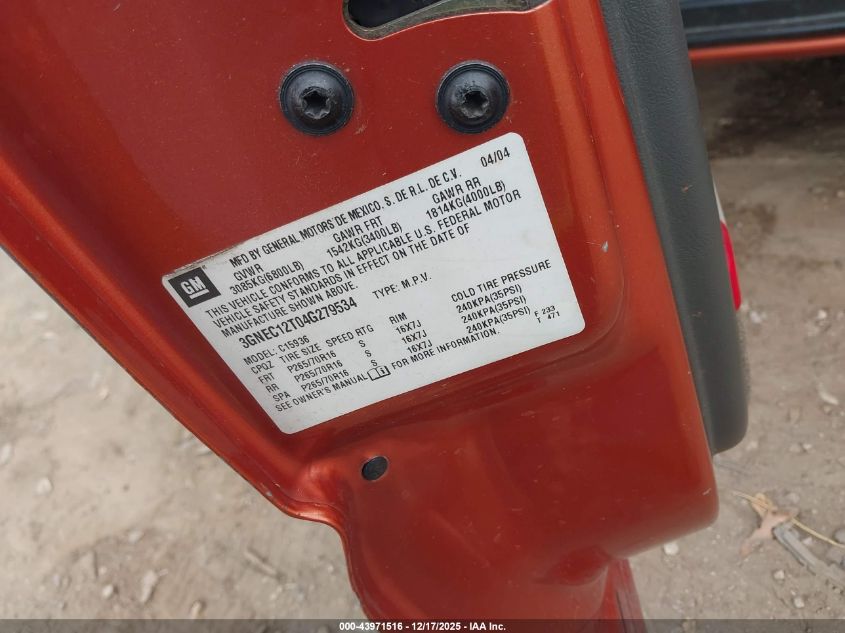 MFD BY GENERAL MOTORS DE MEXICO, S. DE R.L. DE C.V. 04/04
GVWR GAWR FRT GAWR RR
3085KG(6800LB) 1542KG(3400LB) 1814KG(4000LB)
GM
THIS VEHICLE CONFORMS TO ALL APPLICABLE U.S. FEDERAL MOTOR
VEHICLE SAFETY STANDARDS IN EFFECT ON THE DATE OF
MANUFACTURE SHOWN ABOVE.
3GNEC12T04G279534 TYPE: M.P.V.
MODEL: C15936
CPQZ TIRE SIZE SPEED RTG RIM COLD TIRE PRESSURE
FRT P265/70R16 S 16X7J 240KPA(35PSI)
RR P265/70R16 S 16X7J 240KPA(35PSI)
SPA P265/70R16 S 16X7J 240KPA(35PSI)
SEE OWNER'S MANUAL FOR MORE INFORMATION.
F 233
T 471
000-43971516 - 12/17/2025 - IAA Inc.